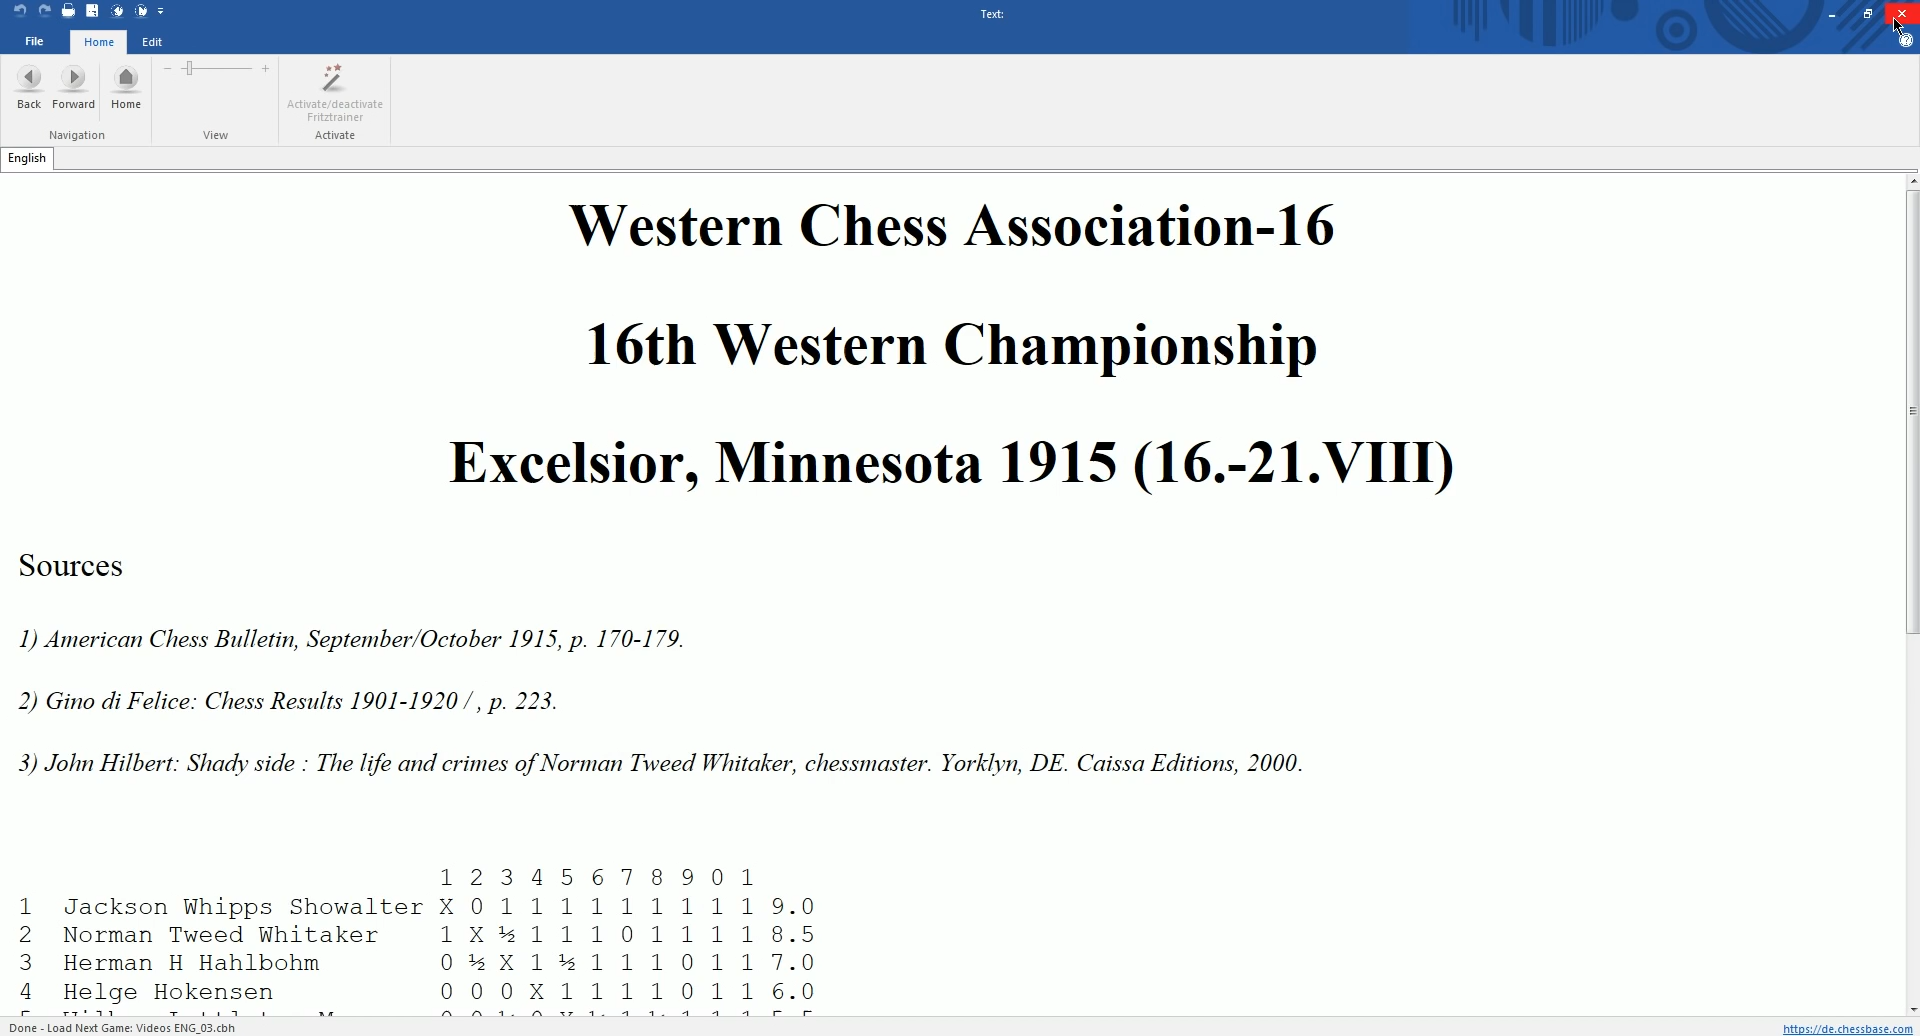 Text:
File Home Edit
Back Forward Home
Activate/deactivate
Fritztrainer
Navigation View Activate
English
Western Chess Association-16
16th Western Championship
Excelsior, Minnesota 1915 (16.-21.VIII)
Sources
1) American Chess Bulletin, September/October 1915, p. 170-179.
2) Gino di Felice: Chess Results 1901-1920 / , p. 223.
3) John Hilbert: Shady side : The life and crimes of Norman Tweed Whitaker, chessmaster. Yorklyn, DE. Caissa Editions, 2000.
1 2 3 4 5 6 7 8 9 0 1
1 Jackson Whipps Showalter X 0 1 1 1 1 1 1 1 1 1 9.0
2 Norman Tweed Whitaker 1 X ½ 1 1 1 0 1 1 1 1 8.5
3 Herman H Hahlbohm 0 ½ X 1 ½ 1 1 1 0 1 1 7.0
4 Helge Hokensen 0 0 0 X 1 1 1 1 0 1 1 6.0
Done - Load Next Game: Videos ENG_03.cbh
https://de.chessbase.com